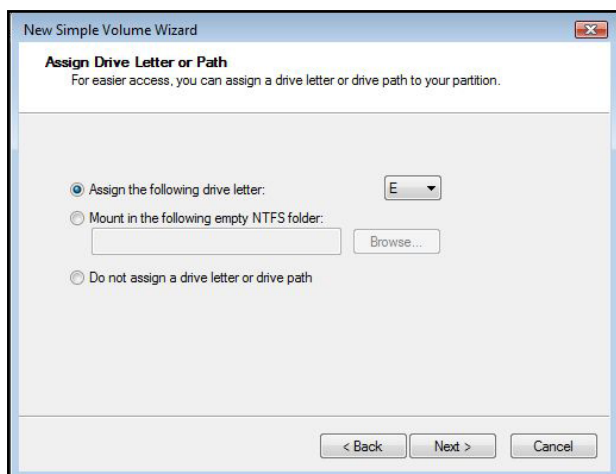 New Simple Volume Wizard
Assign Drive Letter or Path
For easier access, you can assign a drive letter or drive path to your partition.
Assign the following drive letter: E
Mount in the following empty NTFS folder:
Browse...
Do not assign a drive letter or drive path
< Back Next > Cancel